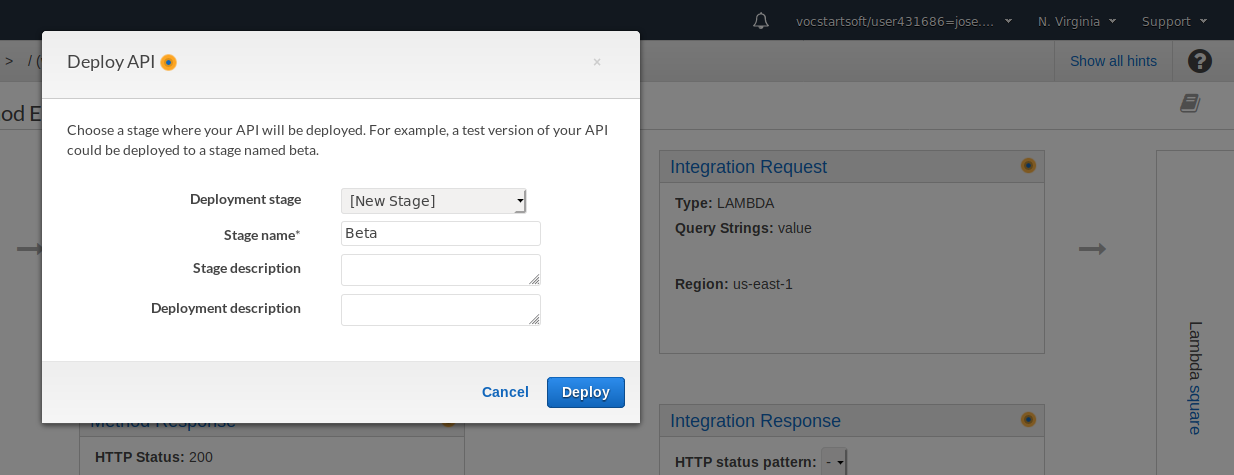 vocstartsoft/user431686=jose....
N. Virginia
Support
> / (
Show all hints
?
od E
Deploy API
×
Choose a stage where your API will be deployed. For example, a test version of your API
could be deployed to a stage named beta.
Deployment stage
[New Stage]
Stage name*
Beta
Stage description
Deployment description
Cancel
Deploy
Integration Request
Type: LAMBDA
Query Strings: value
Region: us-east-1
Lambda square
Method Response
HTTP Status: 200
Integration Response
HTTP status pattern: -